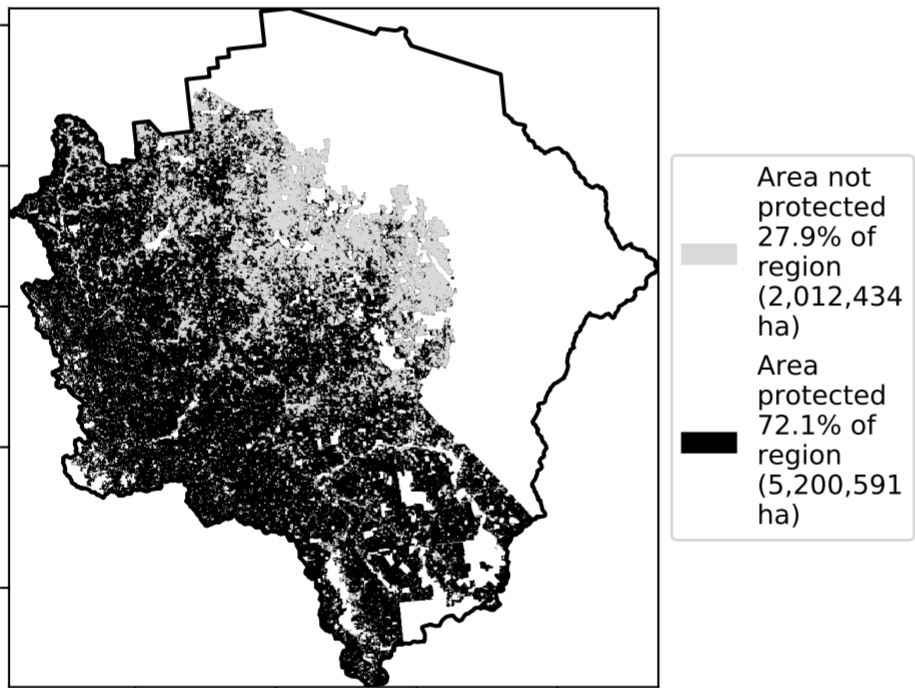 Area not
protected
27.9% of
region
(2,012,434
ha)
Area
protected
72.1% of
region
(5,200,591
ha)